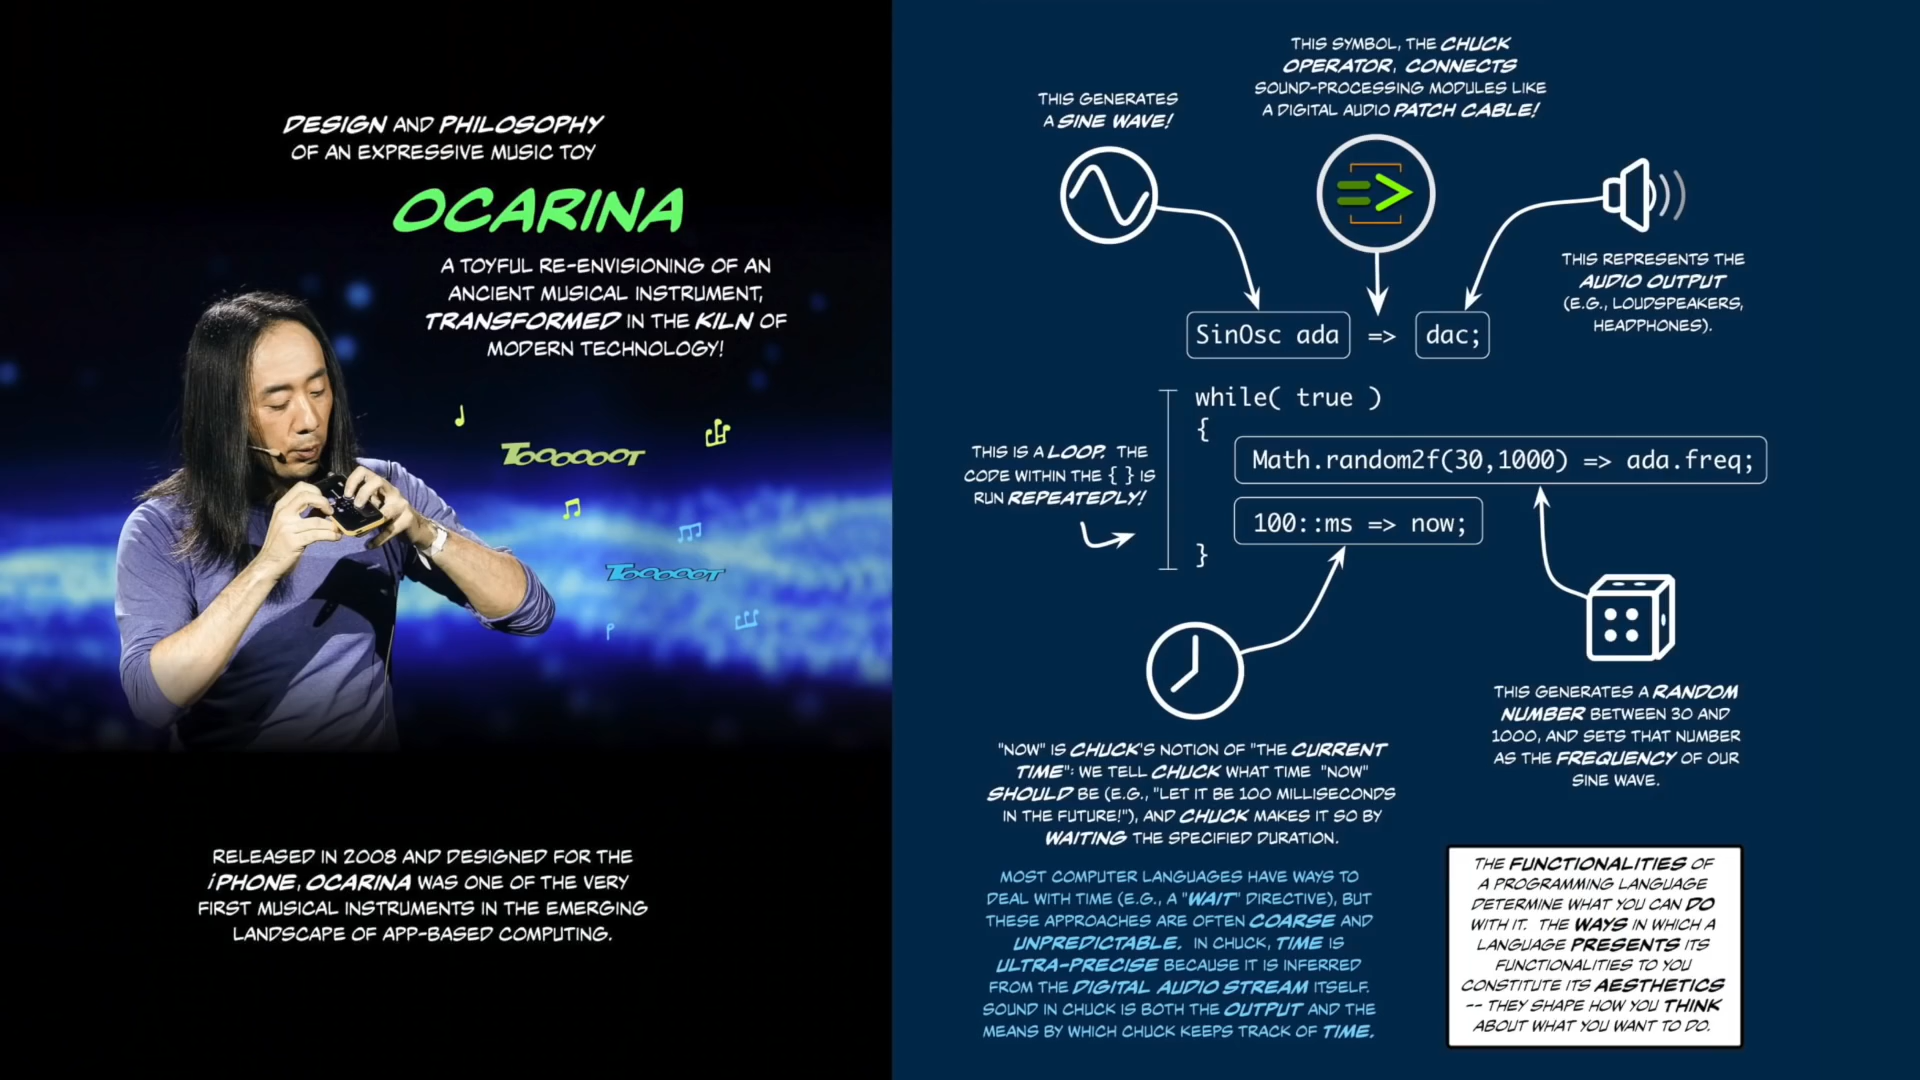 DESIGN AND PHILOSOPHY
OF AN EXPRESSIVE MUSIC TOY
OCARINA
A TOYFUL RE-ENVISIONING OF AN
ANCIENT MUSICAL INSTRUMENT,
TRANSFORMED IN THE KILN OF
MODERN TECHNOLOGY!
TOOOOOOT
TOOOOOOT
RELEASED IN 2008 AND DESIGNED FOR THE
iPHONE, OCARINA WAS ONE OF THE VERY
FIRST MUSICAL INSTRUMENTS IN THE EMERGING
LANDSCAPE OF APP-BASED COMPUTING.
THIS GENERATES
A SINE WAVE!
THIS SYMBOL, THE CHUCK
OPERATOR, CONNECTS
SOUND-PROCESSING MODULES LIKE
A DIGITAL AUDIO PATCH CABLE!
=>
THIS REPRESENTS THE
AUDIO OUTPUT
(E.G., LOUDSPEAKERS,
HEADPHONES).
SinOsc ada => dac;
while( true )
{
Math.random2f(30,1000) => ada.freq;
100::ms => now;
}
THIS IS A LOOP. THE
CODE WITHIN THE { } IS
RUN REPEATEDLY!
"NOW" IS CHUCK'S NOTION OF "THE CURRENT
TIME": WE TELL CHUCK WHAT TIME "NOW"
SHOULD BE (E.G., "LET IT BE 100 MILLISECONDS
IN THE FUTURE!"), AND CHUCK MAKES IT SO BY
WAITING THE SPECIFIED DURATION.
THIS GENERATES A RANDOM
NUMBER BETWEEN 30 AND
1000, AND SETS THAT NUMBER
AS THE FREQUENCY OF OUR
SINE WAVE.
MOST COMPUTER LANGUAGES HAVE WAYS TO
DEAL WITH TIME (E.G., A "WAIT" DIRECTIVE), BUT
THESE APPROACHES ARE OFTEN COARSE AND
UNPREDICTABLE. IN CHUCK, TIME IS
ULTRA-PRECISE BECAUSE IT IS INFERRED
FROM THE DIGITAL AUDIO STREAM ITSELF.
SOUND IN CHUCK IS BOTH THE OUTPUT AND THE
MEANS BY WHICH CHUCK KEEPS TRACK OF TIME.
THE FUNCTIONALITIES OF
A PROGRAMMING LANGUAGE
DETERMINE WHAT YOU CAN DO
WITH IT. THE WAYS IN WHICH A
LANGUAGE PRESENTS ITS
FUNCTIONALITIES TO YOU
CONSTITUTE ITS AESTHETICS
-- THEY SHAPE HOW YOU THINK
ABOUT WHAT YOU WANT TO DO.